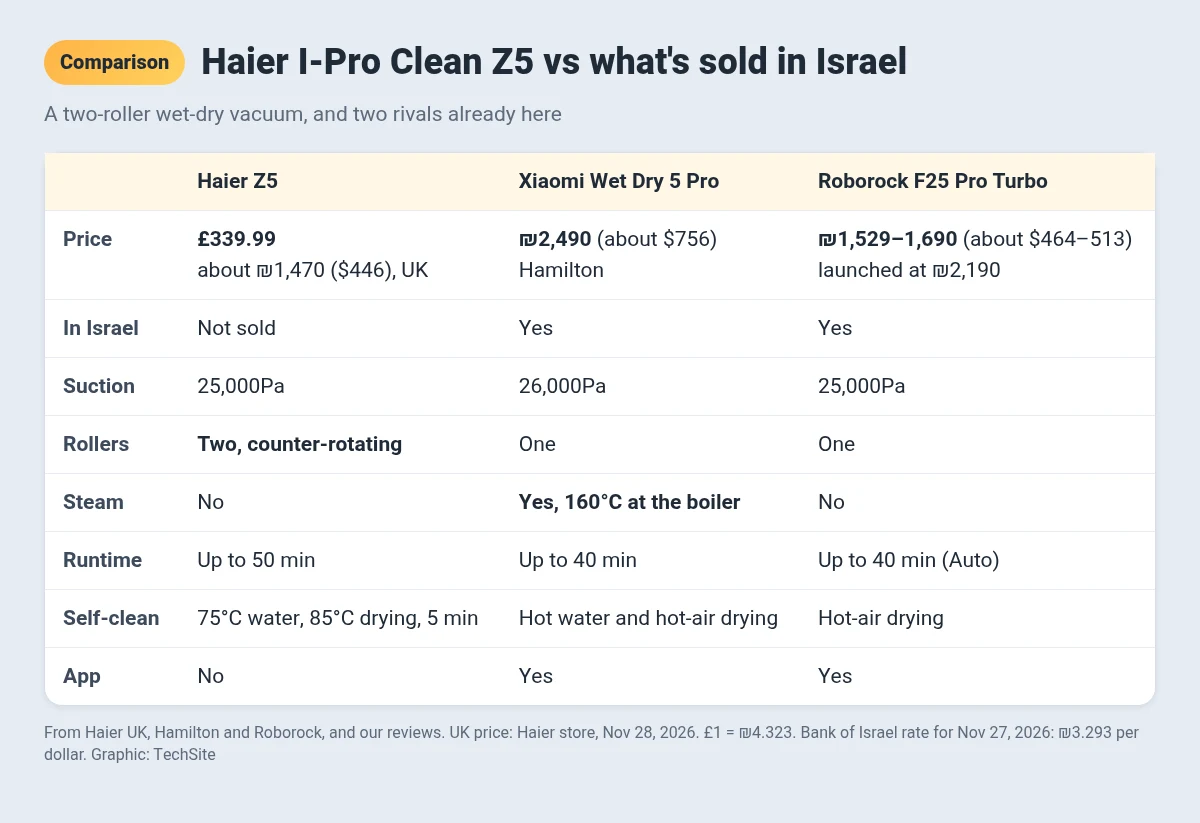 Comparison
Haier I-Pro Clean Z5 vs what's sold in Israel
A two-roller wet-dry vacuum, and two rivals already here
Haier Z5 Xiaomi Wet Dry 5 Pro Roborock F25 Pro Turbo
Price £339.99 ₪2,490 (about $756) ₪1,529–1,690 (about $464–513)
about ₪1,470 ($446), UK Hamilton launched at ₪2,190
In Israel Not sold Yes Yes
Suction 25,000Pa 26,000Pa 25,000Pa
Rollers Two, counter-rotating One One
Steam No Yes, 160°C at the boiler No
Runtime Up to 50 min Up to 40 min Up to 40 min (Auto)
Self-clean 75°C water, 85°C drying, 5 min Hot water and hot-air drying Hot-air drying
App No Yes Yes
From Haier UK, Hamilton and Roborock, and our reviews. UK price: Haier store, Nov 28, 2026. £1 = ₪4.323. Bank of Israel rate for Nov 27, 2026: ₪3.293 per
dollar. Graphic: TechSite